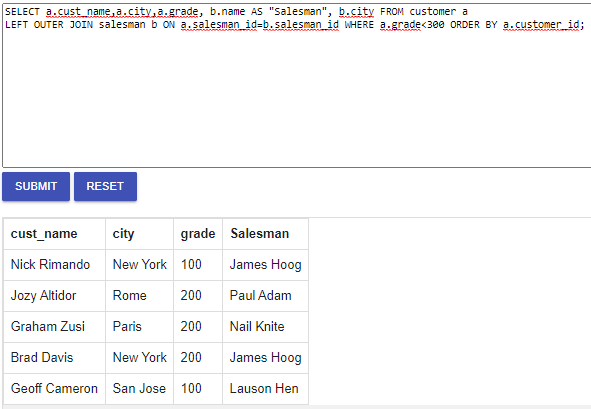 SELECT a.cust_name,a.city,a.grade, b.name AS "Salesman", b.city FROM customer a
LEFT OUTER JOIN salesman b ON a.salesman_id=b.salesman_id WHERE a.grade<300 ORDER BY a.customer_id;
SUBMIT RESET
cust_name city grade Salesman
Nick Rimando New York 100 James Hoog
Jozy Altidor Rome 200 Paul Adam
Graham Zusi Paris 200 Nail Knite
Brad Davis New York 200 James Hoog
Geoff Cameron San Jose 100 Lauson Hen